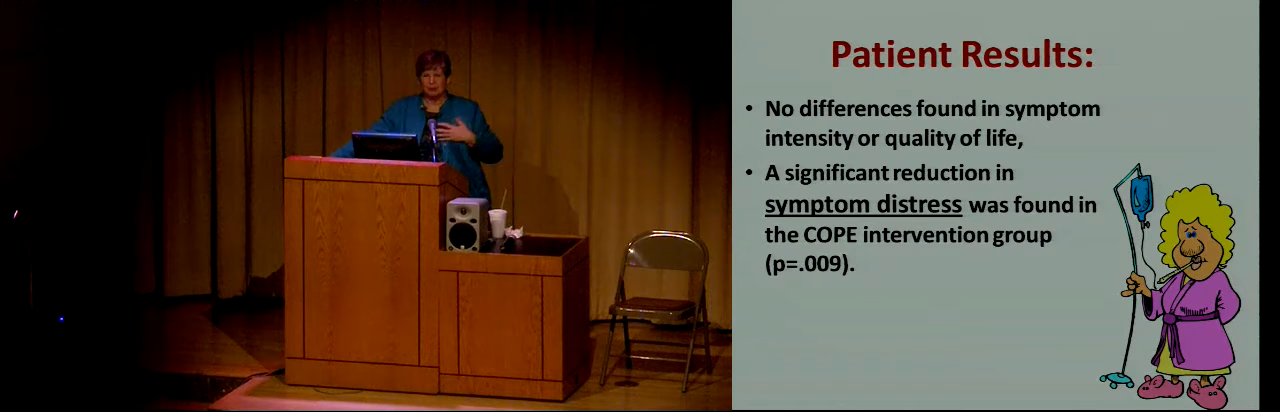 Patient Results:
• No differences found in symptom
intensity or quality of life,
• A significant reduction in
symptom distress was found in
the COPE intervention group
(p=.009).